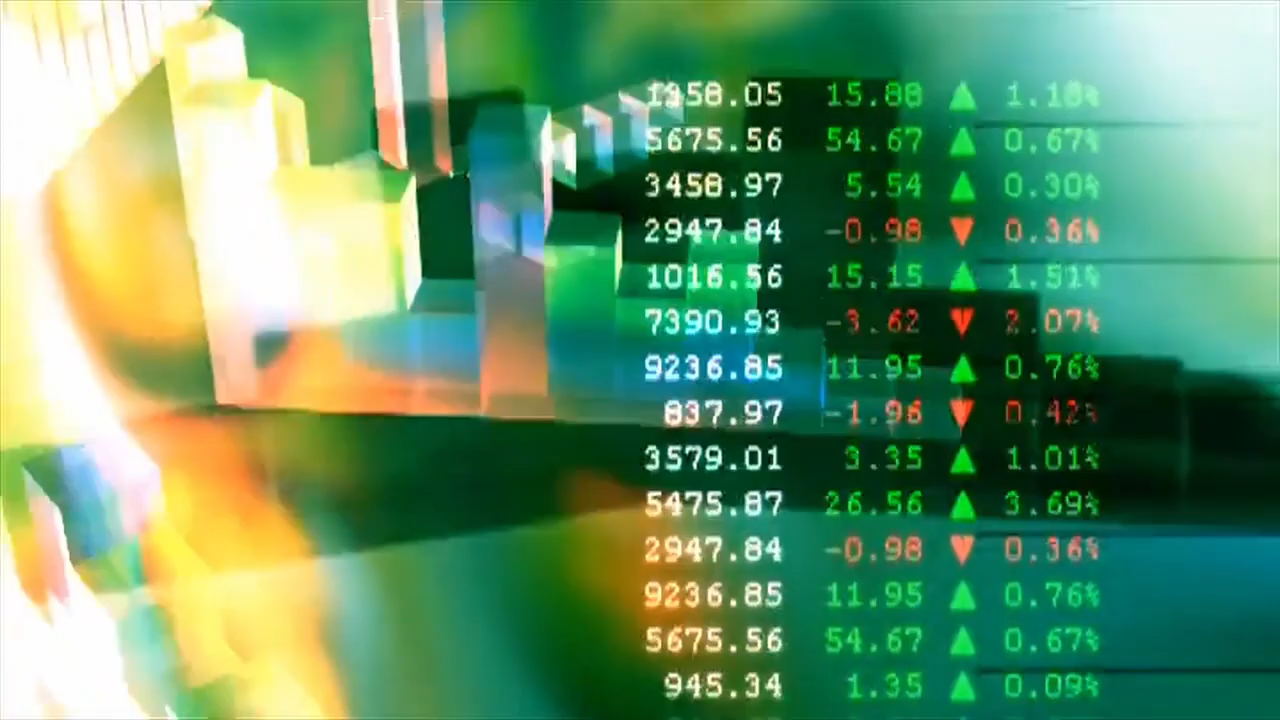 1358.05 15.88 ▲ 1.18%
5675.56 54.67 ▲ 0.67%
3458.97 5.54 ▲ 0.30%
2947.84 -0.98 ▼ 0.36%
1016.56 15.15 ▲ 1.51%
7390.93 -3.62 ▼ 2.07%
9236.85 11.95 ▲ 0.76%
837.97 -1.96 ▼ 0.42%
3579.01 3.35 ▲ 1.01%
5475.87 26.56 ▲ 3.69%
2947.84 -0.98 ▼ 0.36%
9236.85 11.95 ▲ 0.76%
5675.56 54.67 ▲ 0.67%
945.34 1.35 ▲ 0.09%